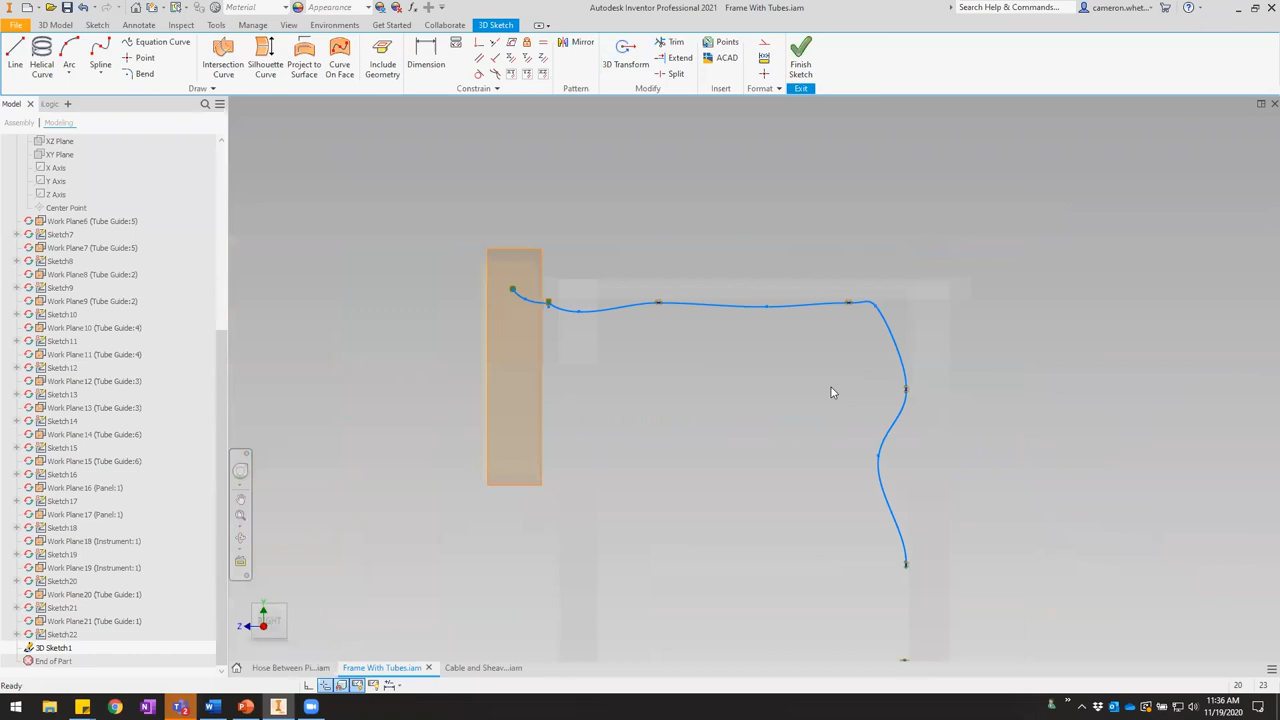 Material
Appearance
Autodesk Inventor Professional 2021 Frame With Tubes.iam
Search Help & Commands...
cameron.whet...
File
3D Model
Sketch
Annotate
Inspect
Tools
Manage
View
Environments
Get Started
Collaborate
3D Sketch
Line
Helical Curve
Arc
Spline
Equation Curve
Point
Bend
Intersection Curve
Silhouette Curve
Project to Surface
Curve On Face
Include Geometry
Dimension
Mirror
3D Transform
Trim
Extend
Split
Points
ACAD
Finish Sketch
Draw
Constrain
Pattern
Modify
Insert
Format
Exit
Model
iLogic
Assembly
Modeling
XZ Plane
XY Plane
X Axis
Y Axis
Z Axis
Center Point
Work Plane6 (Tube Guide:5)
Sketch7
Work Plane7 (Tube Guide:5)
Sketch8
Work Plane8 (Tube Guide:2)
Sketch9
Work Plane9 (Tube Guide:2)
Sketch10
Work Plane10 (Tube Guide:4)
Sketch11
Work Plane11 (Tube Guide:4)
Sketch12
Work Plane12 (Tube Guide:3)
Sketch13
Work Plane13 (Tube Guide:3)
Sketch14
Work Plane14 (Tube Guide:6)
Sketch15
Work Plane15 (Tube Guide:6)
Sketch16
Work Plane16 (Panel:1)
Sketch17
Work Plane17 (Panel:1)
Sketch18
Work Plane18 (Instrument:1)
Sketch19
Work Plane19 (Instrument:1)
Sketch20
Work Plane20 (Tube Guide:1)
Sketch21
Work Plane21 (Tube Guide:1)
Sketch22
3D Sketch1
End of Part
Y
Z
RIGHT
Hose Between Pi...iam
Frame With Tubes.iam
Cable and Sheav...iam
Ready
20
23
11:36 AM
11/19/2020